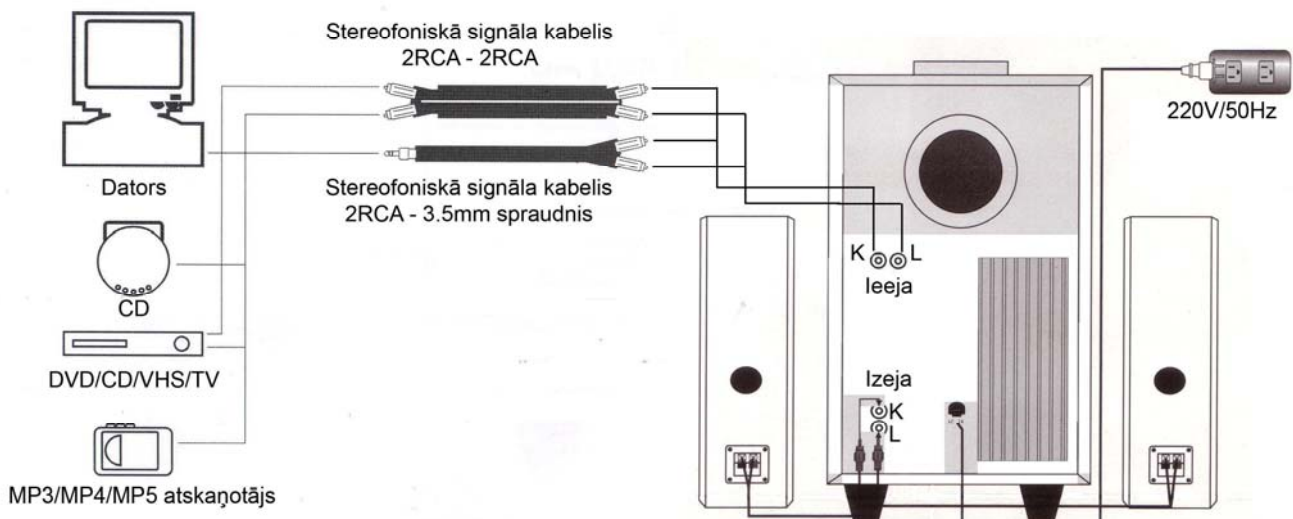 Stereofoniskā signāla kabelis
2RCA - 2RCA
220V/50Hz
Dators
Stereofoniskā signāla kabelis
2RCA - 3.5mm spraudnis
K L
Ieeja
CD
DVD/CD/VHS/TV
Izeja
K
L
MP3/MP4/MP5 atskaņotājs